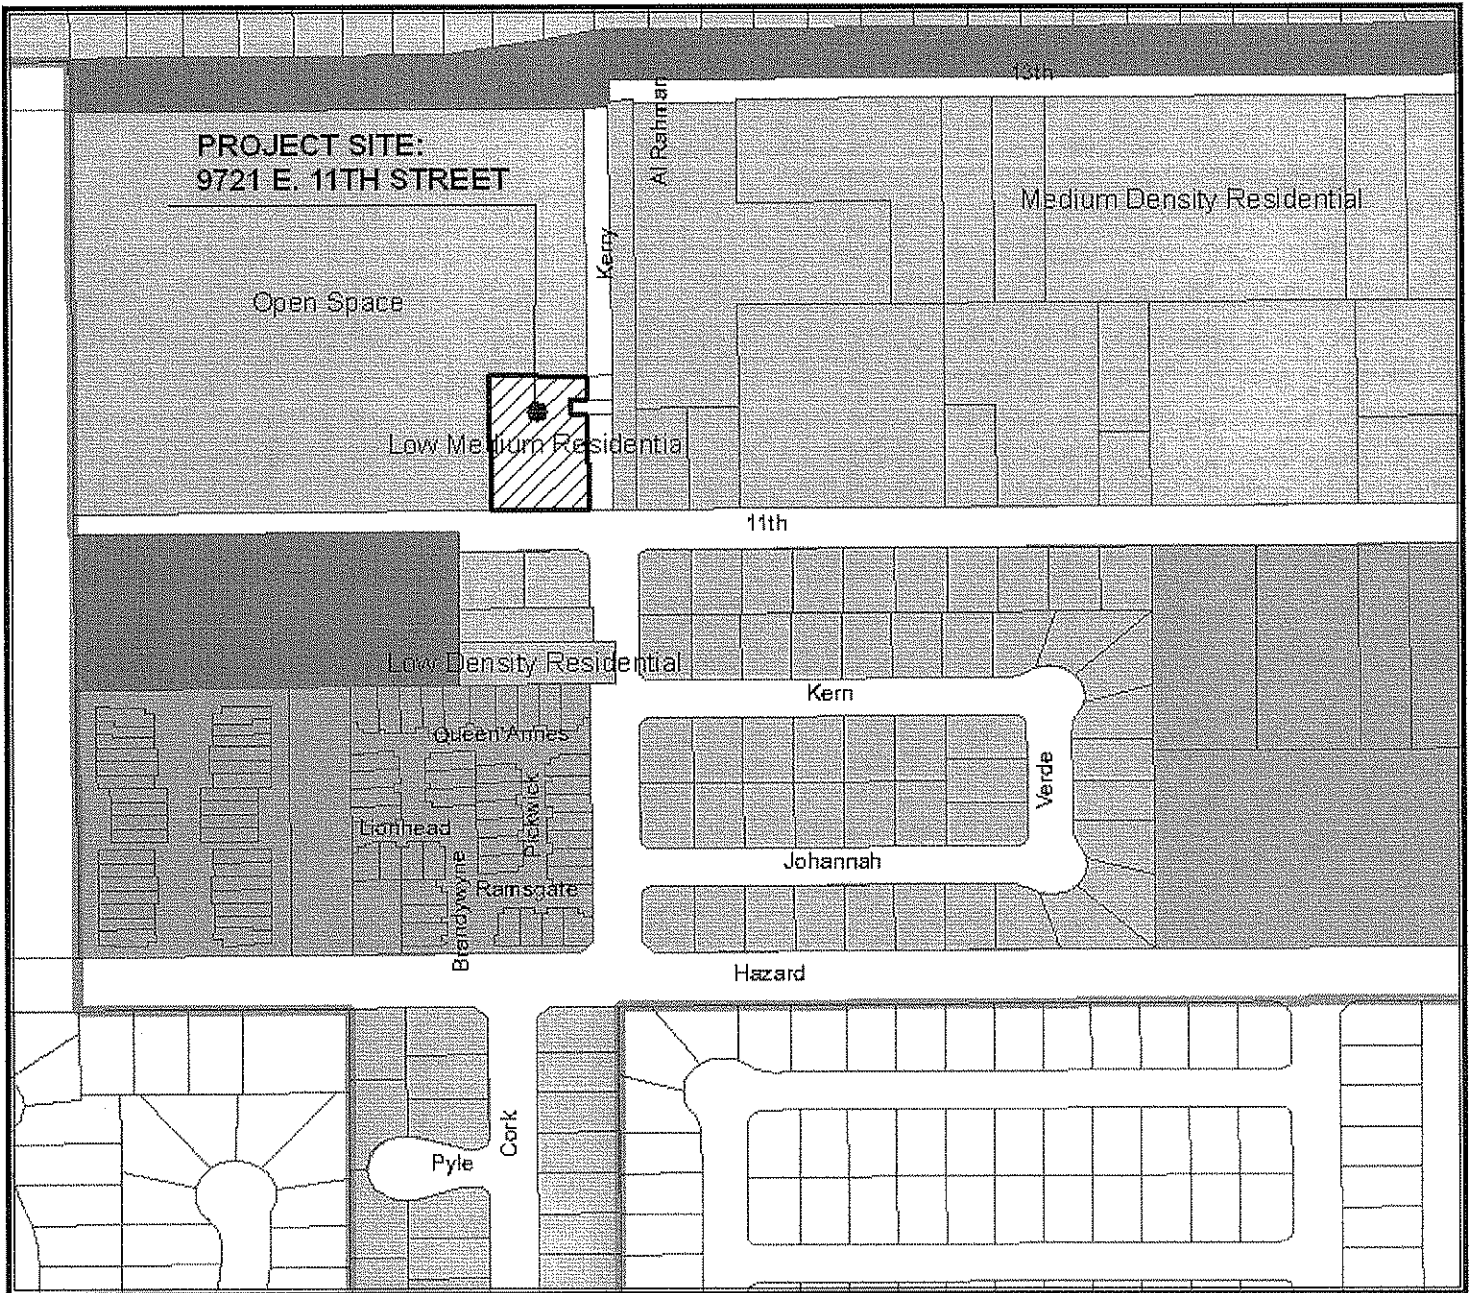 13th
Al Rahman
PROJECT SITE:
9721 E. 11TH STREET
Medium Density Residential
Kerry
Open Space
Low Medium Residentia
11th
Low Density Residential
Kern
Queen Annes
Verde
Pickwick
Lionhead
Johannah
Ramsgate
Brandywyne
Hazard
Cork
Pyle